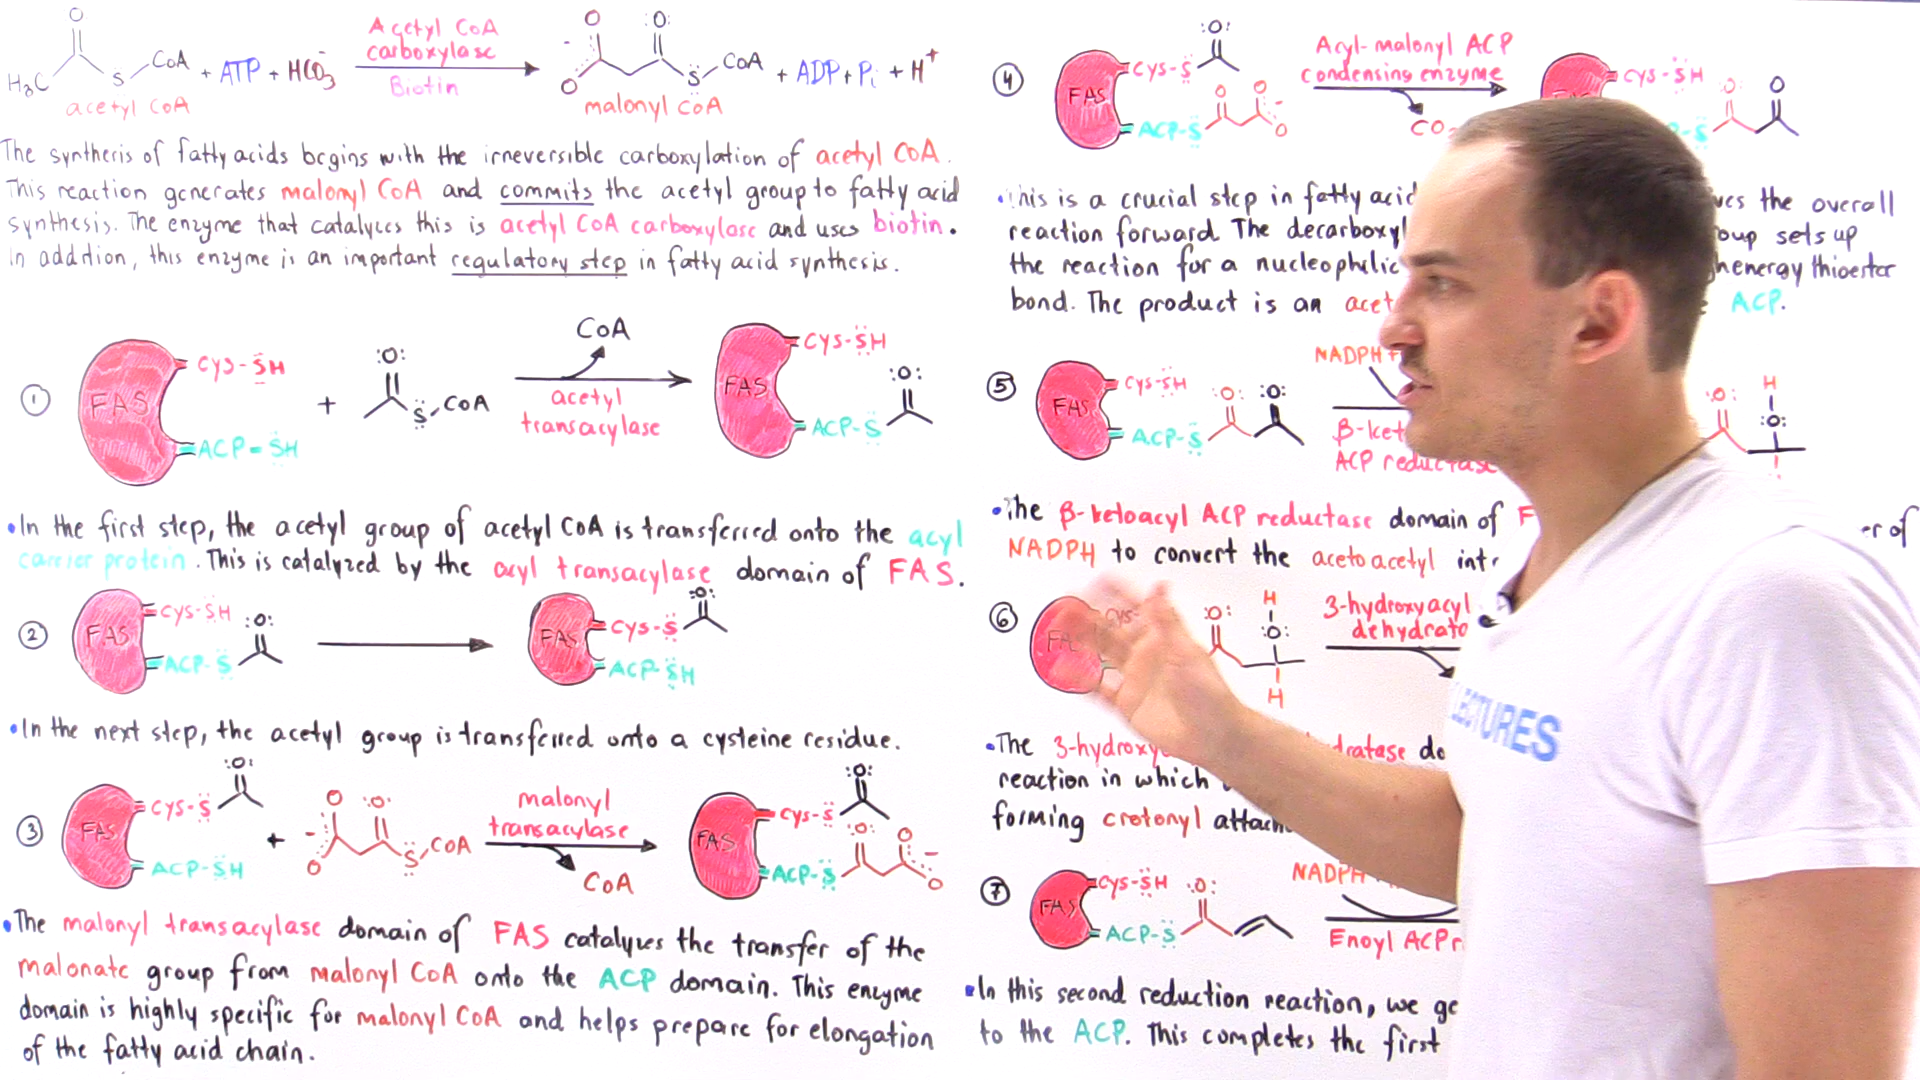 O
H3C S CoA + ATP + HCO3-
acetyl CoA
Acetyl CoA
carboxylase
Biotin
O :O:
- O S CoA + ADP + Pi + H+
malonyl CoA
The synthesis of fatty acids begins with the irreversible carboxylation of acetyl CoA.
This reaction generates malonyl CoA and commits the acetyl group to fatty acid
synthesis. The enzyme that catalyzes this is acetyl CoA carboxylase and uses biotin.
In addition, this enzyme is an important regulatory step in fatty acid synthesis.
1
FAS
CYS-SH
ACP-SH
+
:O:
S CoA
CoA
acetyl
transacylase
FAS
CYS-SH
:O:
ACP-S
•In the first step, the acetyl group of acetyl CoA is transferred onto the acyl
carrier protein. This is catalyzed by the acyl transacylase domain of FAS.
2
FAS
CYS-SH
:O:
ACP-S
FAS
:O:
CYS-S
ACP-SH
•In the next step, the acetyl group is transferred onto a cysteine residue.
3
FAS
:O:
CYS-S
ACP-SH
+
O :O:
- O S CoA
malonyl
transacylase
CoA
FAS
:O:
CYS-S
:O: O
ACP-S O -
•The malonyl transacylase domain of FAS catalyzes the transfer of the
malonate group from malonyl CoA onto the ACP domain. This enzyme
domain is highly specific for malonyl CoA and helps prepare for elongation
of the fatty acid chain.
4
FAS
:O:
CYS-S
O O -
ACP-S O
Acyl-malonyl ACP
condensing enzyme
CO
CYS-SH
:O: O
S
•This is a crucial step in fatty acid the overall
reaction forward. The sets up
the reaction for a nucleophilic thioester
bond. The product is an ACP.
5
FAS
CYS-SH
:O: :O:
ACP-S
NADPH +
ACP reductase
H
:O: :O:
•The β-ketoacyl ACP reductase domain of of
NADPH to convert the acetoacetyl
6
H
:O: :O:
H
3-hydroxyacyl
•The
reaction in which
forming crotonyl
7
FAS
CYS-SH :O:
ACP-S
NADPH
Enoyl ACP
•In this second reduction reaction, we
to the ACP. This completes the first
LECTURES